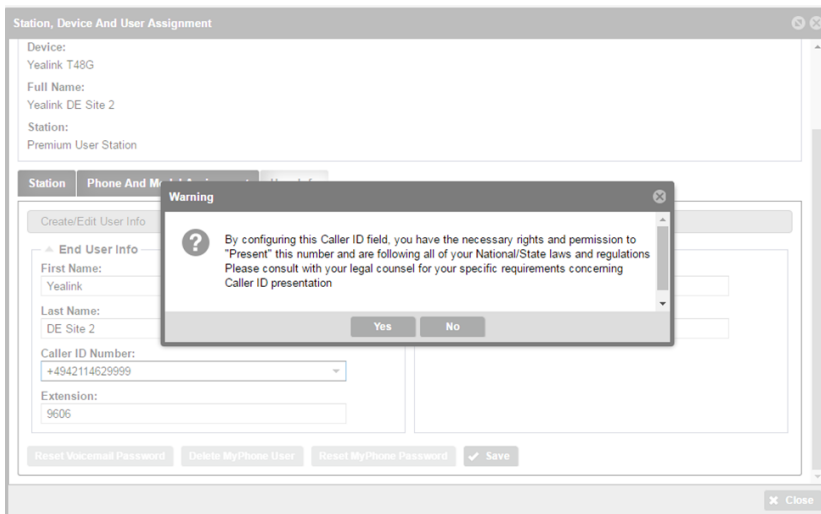 Station, Device And User Assignment
Device:
Yealink T48G
Full Name:
Yealink DE Site 2
Station:
Premium User Station
Station
Phone And
Warning
By configuring this Caller ID field, you have the necessary rights and permission to
"Present" this number and are following all of your National/State laws and regulations
Please consult with your legal counsel for your specific requirements concerning
Caller ID presentation
Yes
No
Create/Edit User Info
End User Info
First Name:
Yealink
Last Name:
DE Site 2
Caller ID Number:
+4942114629999
Extension:
9606
Reset Voicemail Password
Delete MyPhone User
Reset MyPhone Password
Save
Close